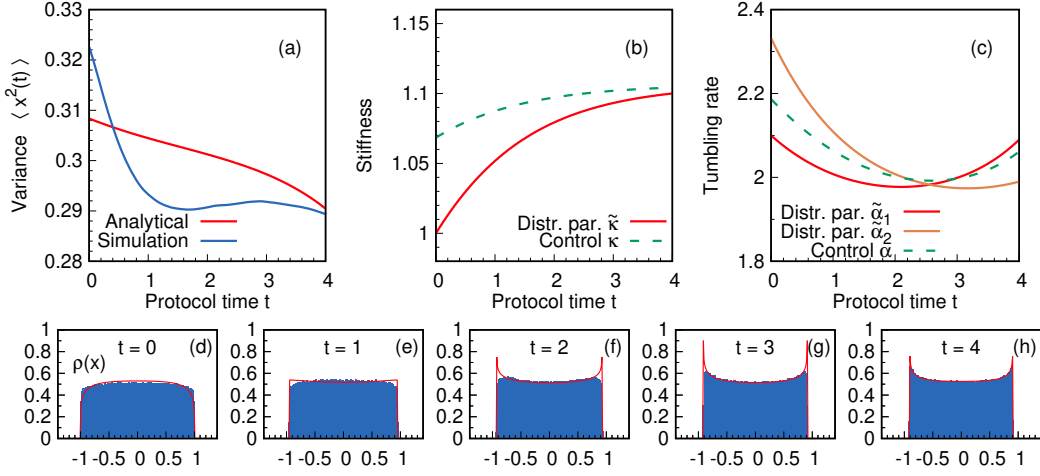 0.33
0.32
0.31
0.3
0.29
0.28
Variance ⟨ x²(t) ⟩
(a)
Analytical
Simulation
0 1 2 3 4
Protocol time t
1.15
1.1
1.05
1
Stiffness
(b)
Distr. par. κ̃
Control κ
0 1 2 3 4
Protocol time t
2.4
2.2
2
1.8
Tumbling rate
(c)
Distr. par. α̃₁
Distr. par. α̃₂
Control α
0 1 2 3 4
Protocol time t
1
0.8
0.6
0.4
0.2
0
ρ(x)
t = 0
(d)
-1 -0.5 0 0.5 1
1
0.8
0.6
0.4
0.2
0
t = 1
(e)
-1 -0.5 0 0.5 1
1
0.8
0.6
0.4
0.2
0
t = 2
(f)
-1 -0.5 0 0.5 1
1
0.8
0.6
0.4
0.2
0
t = 3
(g)
-1 -0.5 0 0.5 1
1
0.8
0.6
0.4
0.2
0
t = 4
(h)
-1 -0.5 0 0.5 1